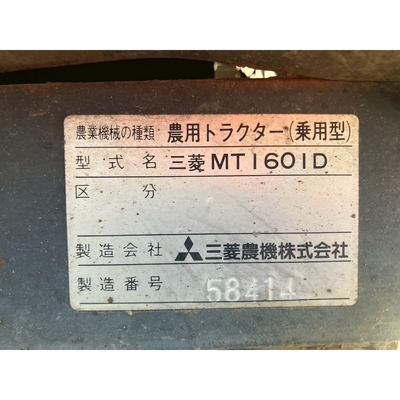 農業機械の種類 農用トラクター(乗用型)
型式名 三菱MT1601D
区分
製造会社 三菱農機株式会社
製造番号 58414